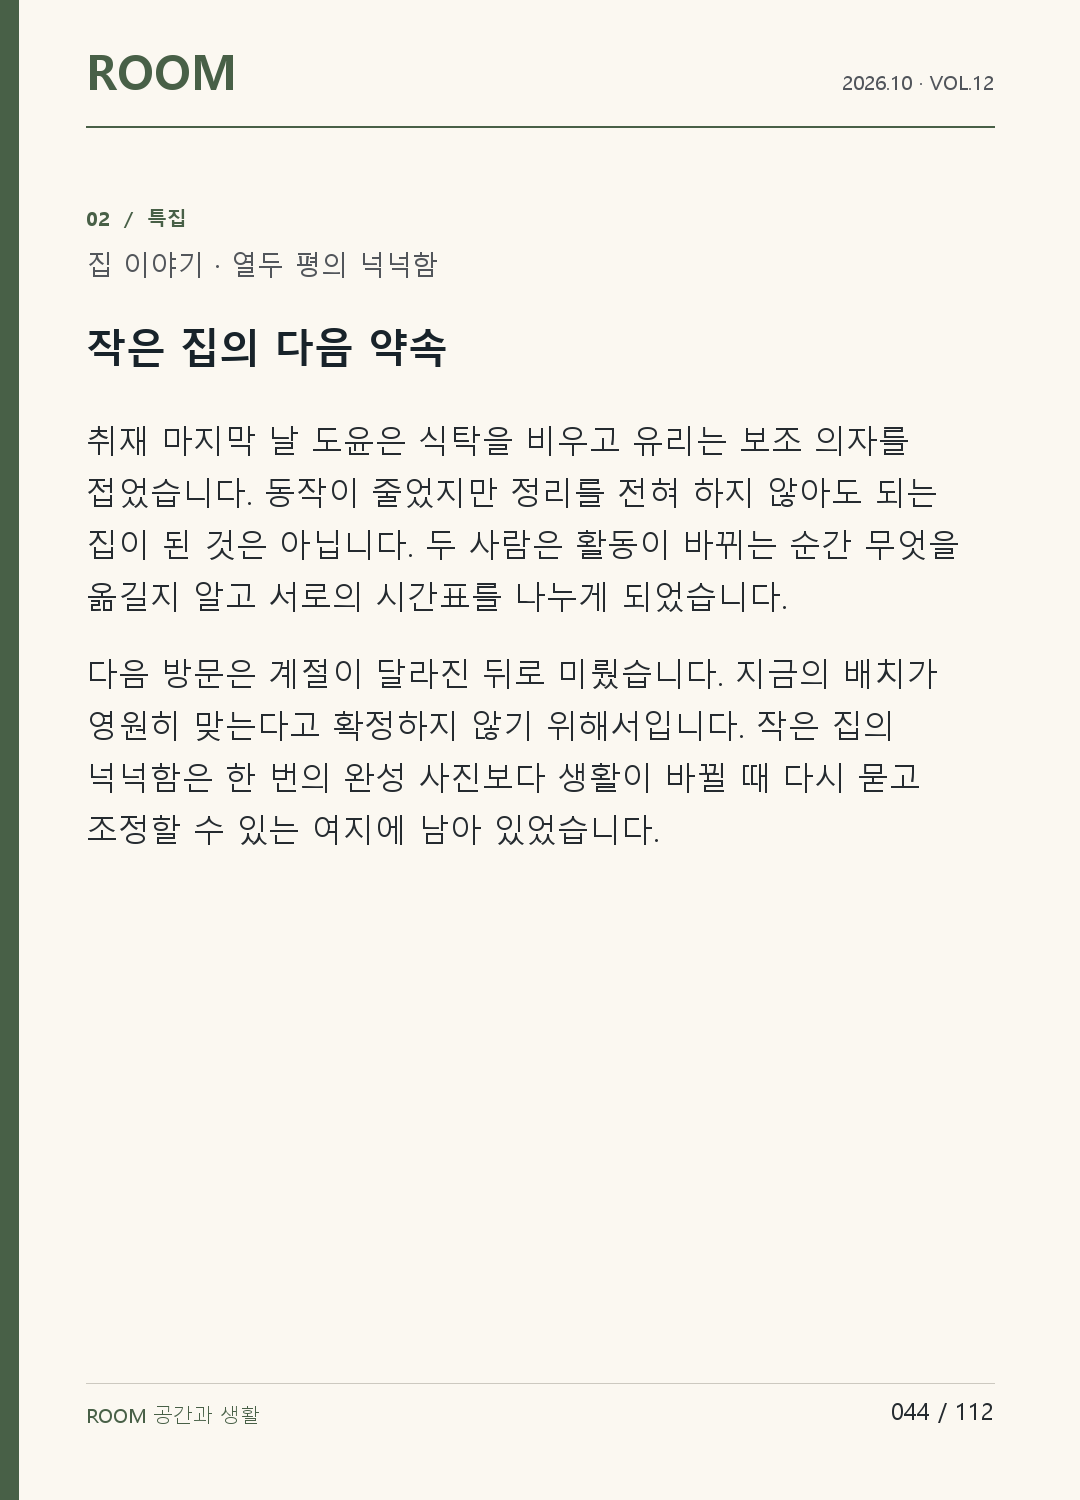 ROOM
2026.10 · VOL.12
02 / 특집
집 이야기 · 열두 평의 넉넉함
작은 집의 다음 약속
취재 마지막 날 도윤은 식탁을 비우고 유리는 보조 의자를
접었습니다. 동작이 줄었지만 정리를 전혀 하지 않아도 되는
집이 된 것은 아닙니다. 두 사람은 활동이 바뀌는 순간 무엇을
옮길지 알고 서로의 시간표를 나누게 되었습니다.
다음 방문은 계절이 달라진 뒤로 미뤘습니다. 지금의 배치가
영원히 맞는다고 확정하지 않기 위해서입니다. 작은 집의
넉넉함은 한 번의 완성 사진보다 생활이 바뀔 때 다시 묻고
조정할 수 있는 여지에 남아 있었습니다.
ROOM 공간과 생활
044 / 112